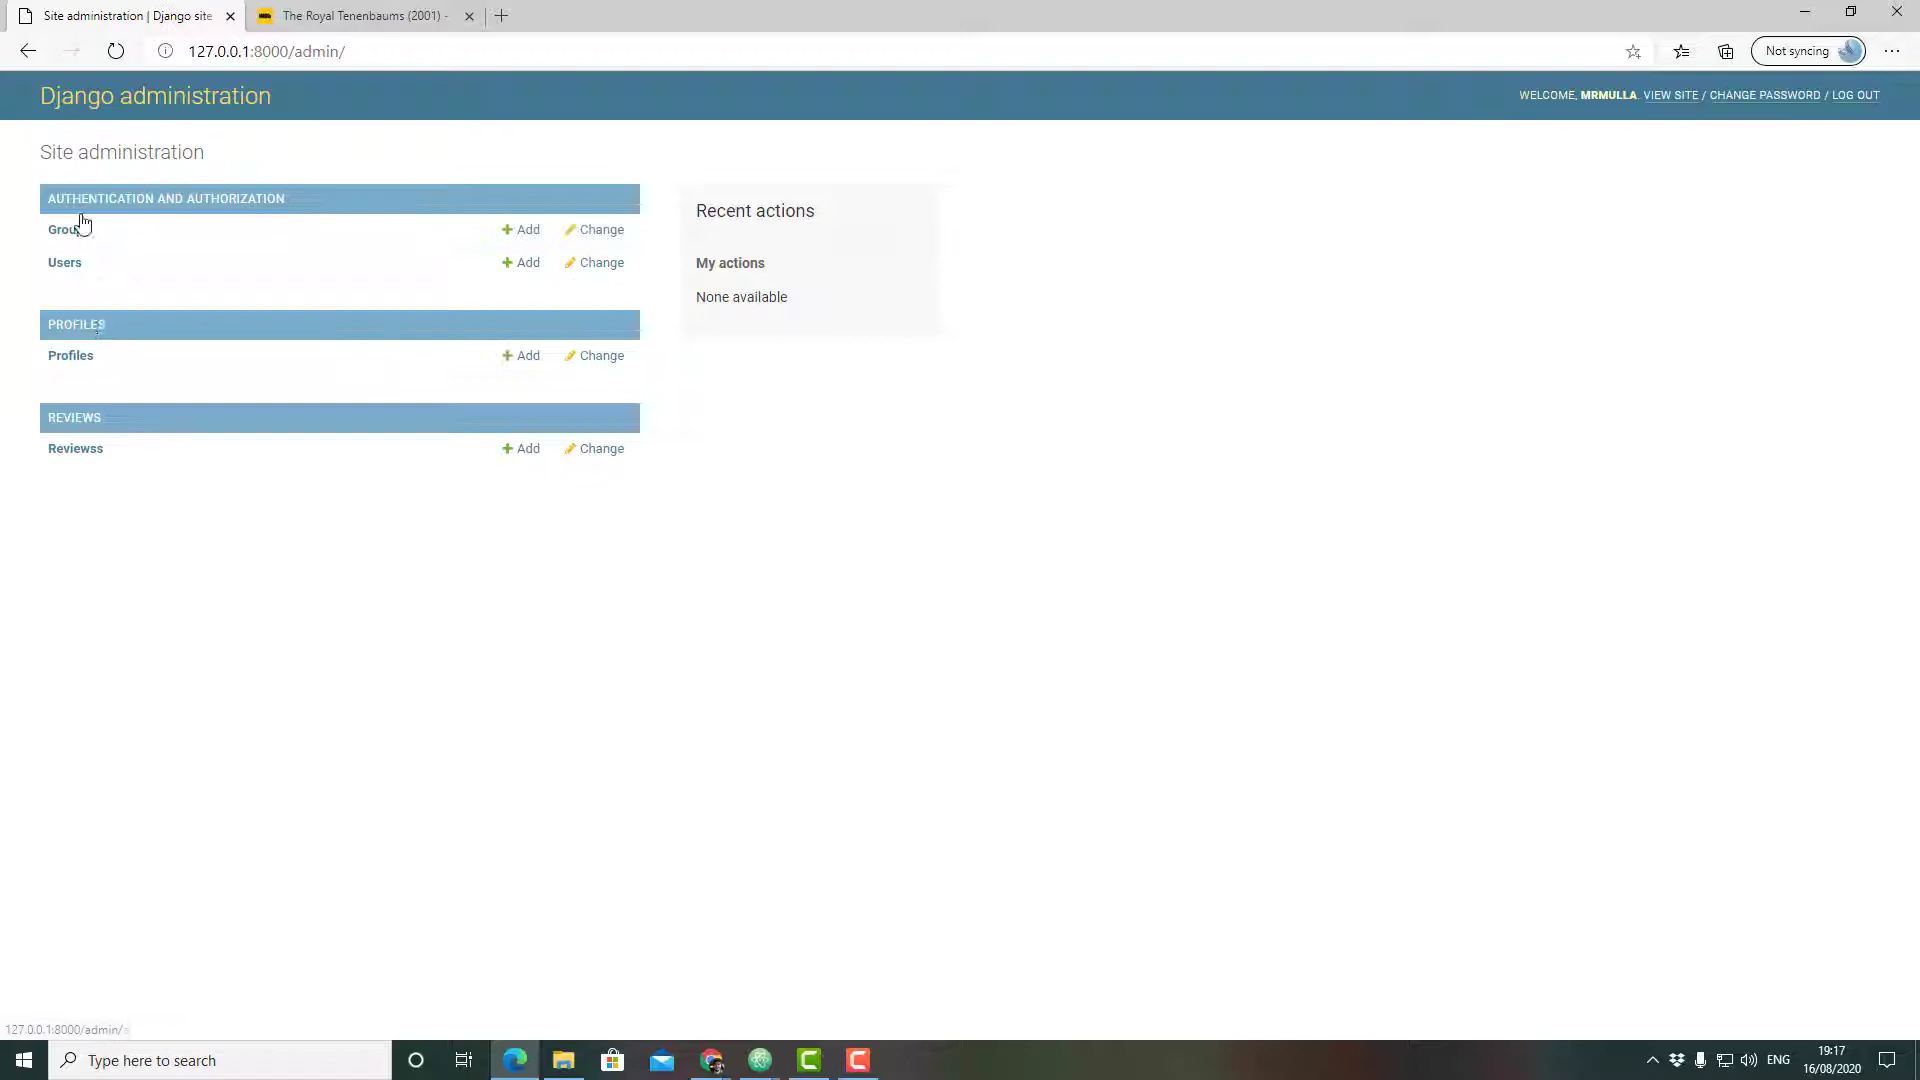 Site administration | Django site
The Royal Tenenbaums (2001) -
127.0.0.1:8000/admin/
Not syncing
Django administration
WELCOME, MRMULLA. VIEW SITE / CHANGE PASSWORD / LOG OUT
Site administration
AUTHENTICATION AND AUTHORIZATION
Add Change
Users Add Change
PROFILES
Profiles Add Change
REVIEWS
Reviewss Add Change
Recent actions
My actions
None available
127.0.0.1:8000/admin/
Type here to search
ENG
19:17
16/08/2020